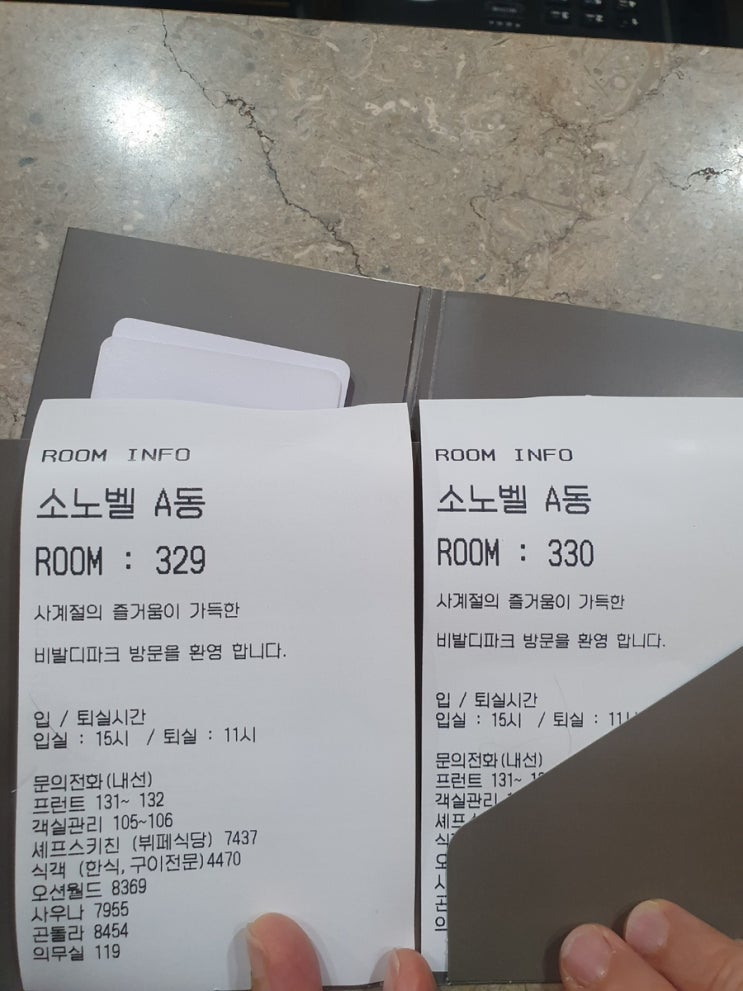 ROOM INFO
소노벨 A동
ROOM : 329
사계절의 즐거움이 가득한
비발디파크 방문을 환영 합니다.
입 / 퇴실시간
입실 : 15시 / 퇴실 : 11시
문의전화(내선)
프런트 131~ 132
객실관리 105~106
셰프스키친 (뷔페식당) 7437
식객 (한식,구이전문)4470
오션월드 8369
사우나 7955
곤돌라 8454
의무실 119
ROOM INFO
소노벨 A동
ROOM : 330
사계절의 즐거움이 가득한
비발디파크 방문을 환영 합니다.
입 / 퇴실시간
입실 : 15시 / 퇴실 : 11
문의전화(내선)
프런트 131~
객실관리
셰프